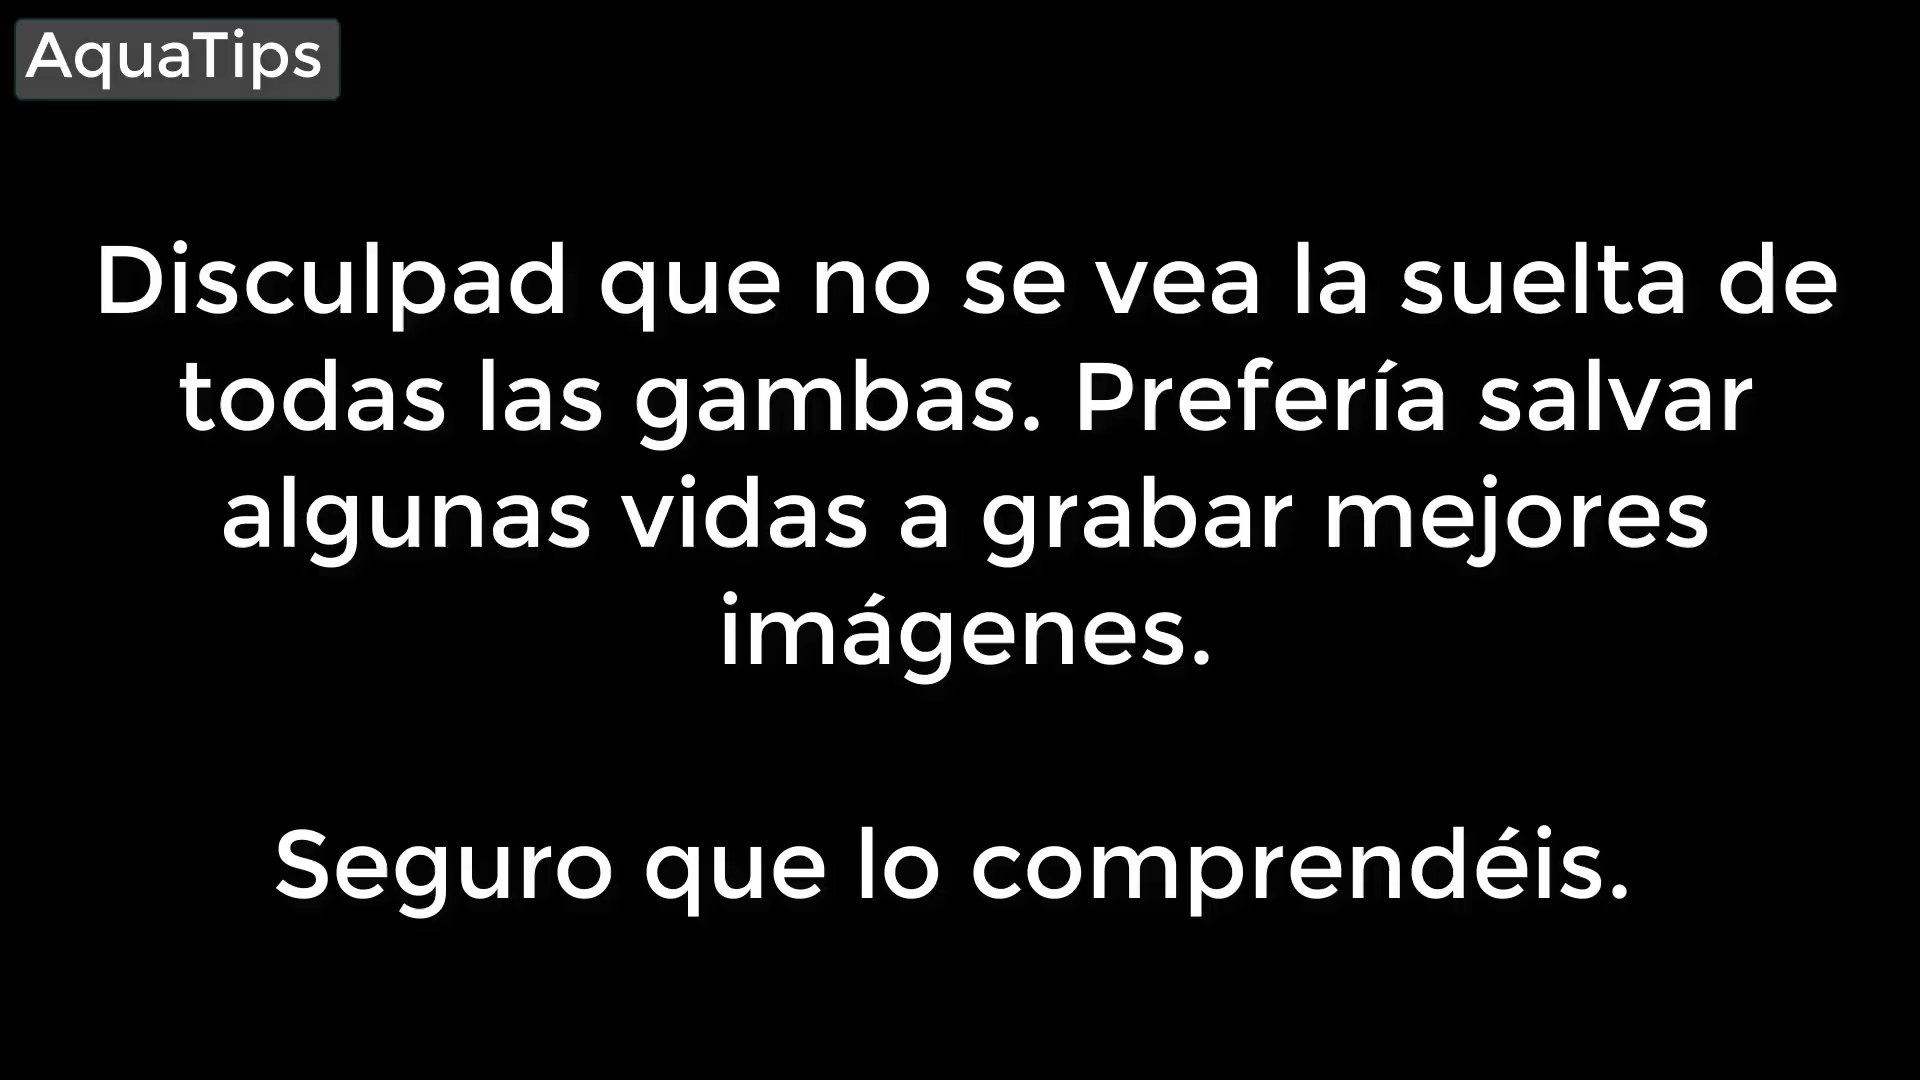 AquaTips
Disculpad que no se vea la suelta de
todas las gambas. Prefería salvar
algunas vidas a grabar mejores
imágenes.
Seguro que lo comprendéis.